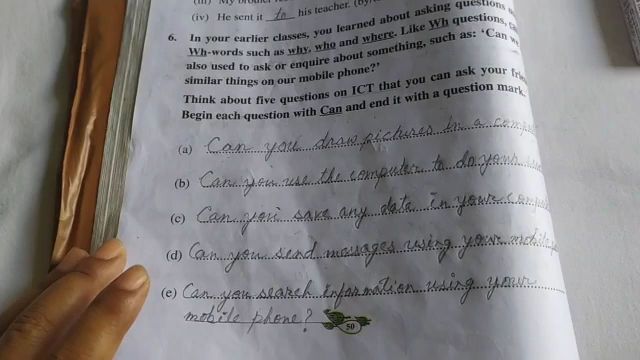 (iv) He sent it to his teacher.
6. In your earlier classes, you learned about asking questions
Wh-words such as why, who and where. Like Wh questions,
also used to ask or enquire about something, such as: 'Can we
similar things on our mobile phone?'
Think about five questions on ICT that you can ask your
Begin each question with Can and end it with a question mark.
(a) Can you draw pictures in a
(b) Can you use the computer to do your
(c) Can you save any data in your
(d) Can you send messages using your
(e) Can you search information using your
mobile phone?
50